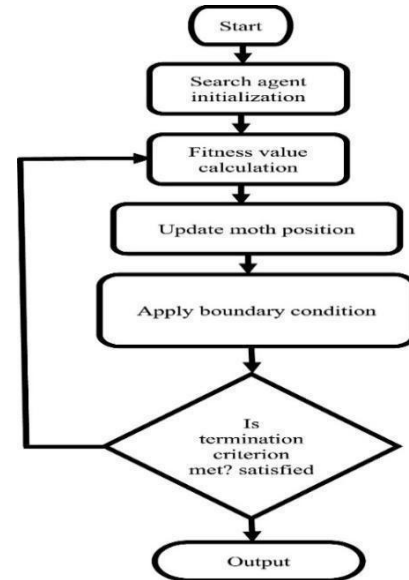 Start
Search agent
initialization
Fitness value
calculation
Update moth position
Apply boundary condition
Is
termination
criterion
met? satisfied
Output